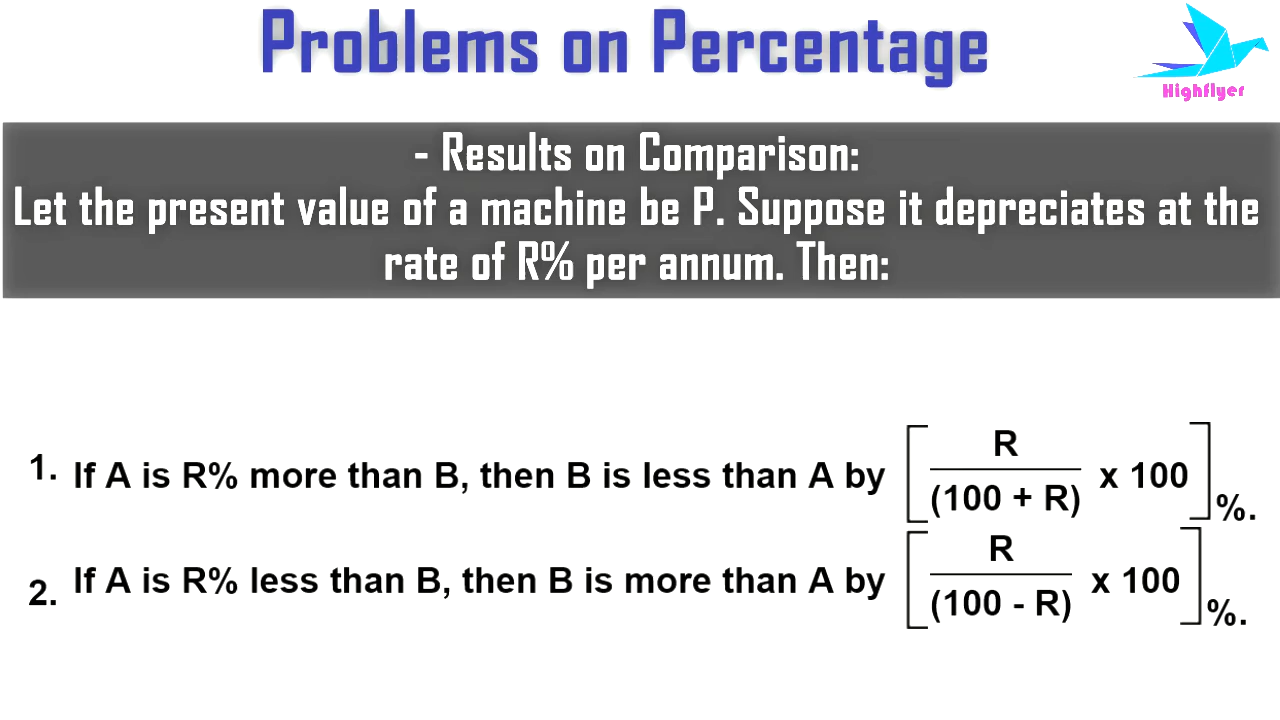 Problems on Percentage
Highflyer
- Results on Comparison:
Let the present value of a machine be P. Suppose it depreciates at the
rate of R% per annum. Then:
1. If A is R% more than B, then B is less than A by [R / (100 + R) x 100]%.
2. If A is R% less than B, then B is more than A by [R / (100 - R) x 100]%.